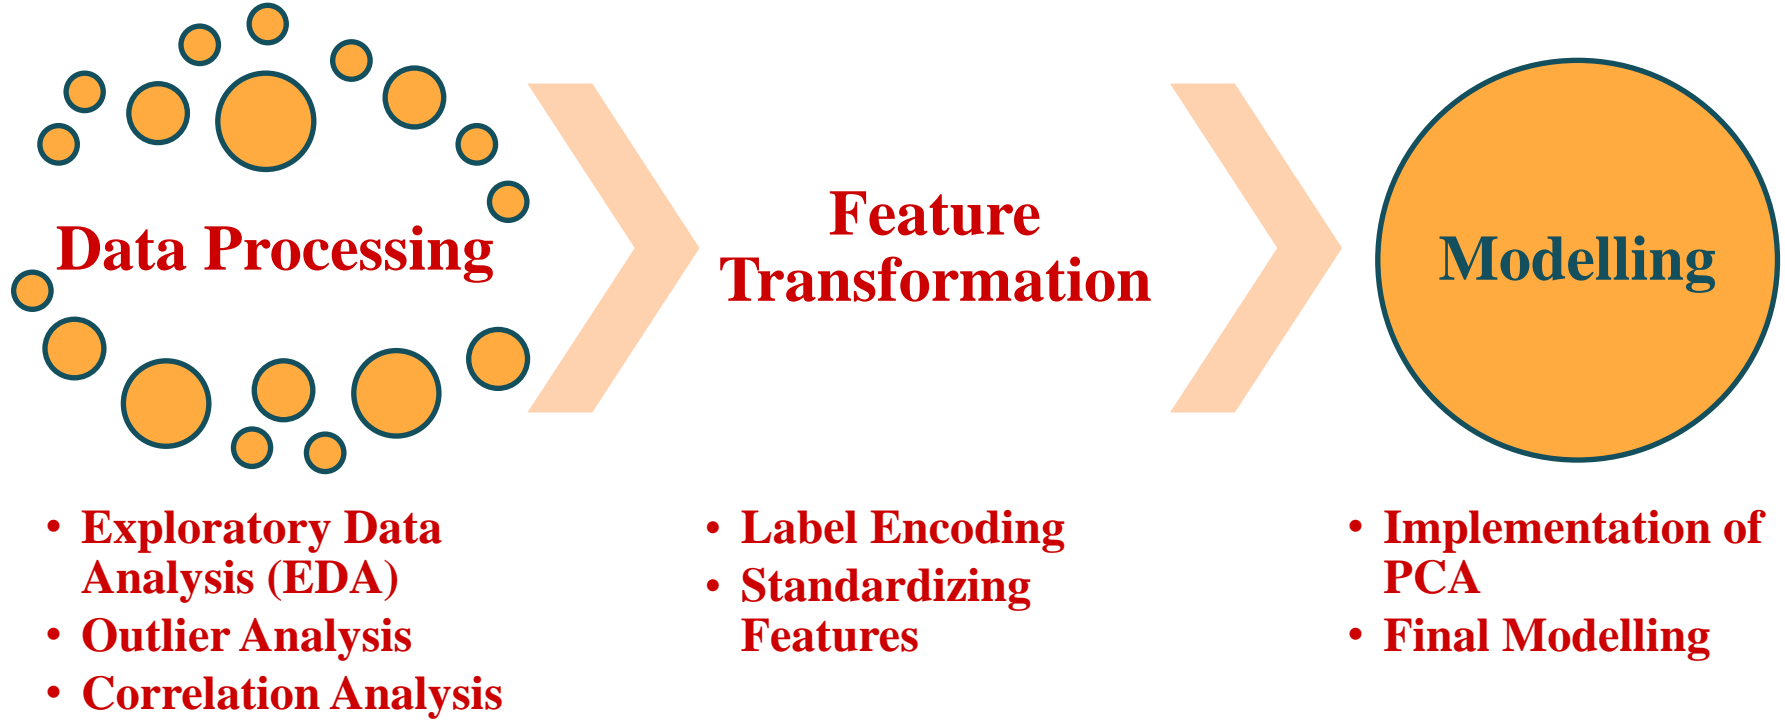 Data Processing
Feature
Transformation
Modelling
• Exploratory Data
Analysis (EDA)
• Outlier Analysis
• Correlation Analysis
• Label Encoding
• Standardizing
Features
• Implementation of
PCA
• Final Modelling